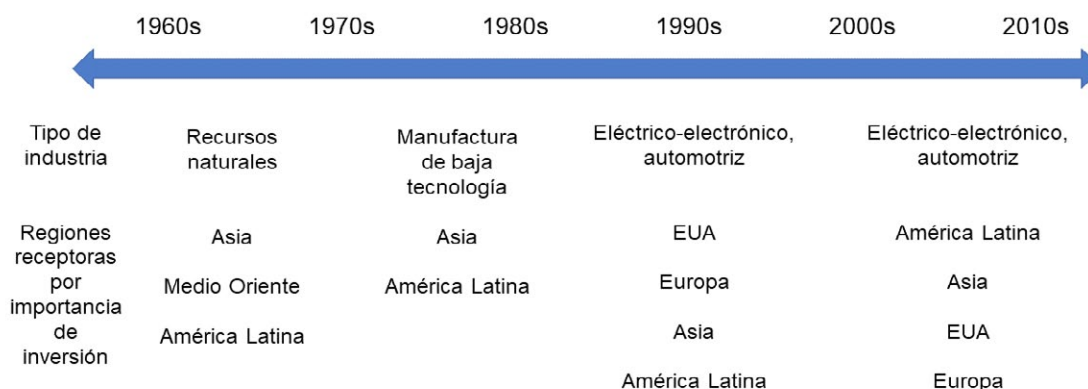 1960s 1970s 1980s 1990s 2000s 2010s
Tipo de
industria
Recursos
naturales
Manufactura
de baja
tecnología
Eléctrico-electrónico,
automotriz
Eléctrico-electrónico,
automotriz
Regiones
receptoras
por
importancia
de
inversión
Asia
Medio Oriente
América Latina
Asia
América Latina
EUA
Europa
Asia
América Latina
América Latina
Asia
EUA
Europa